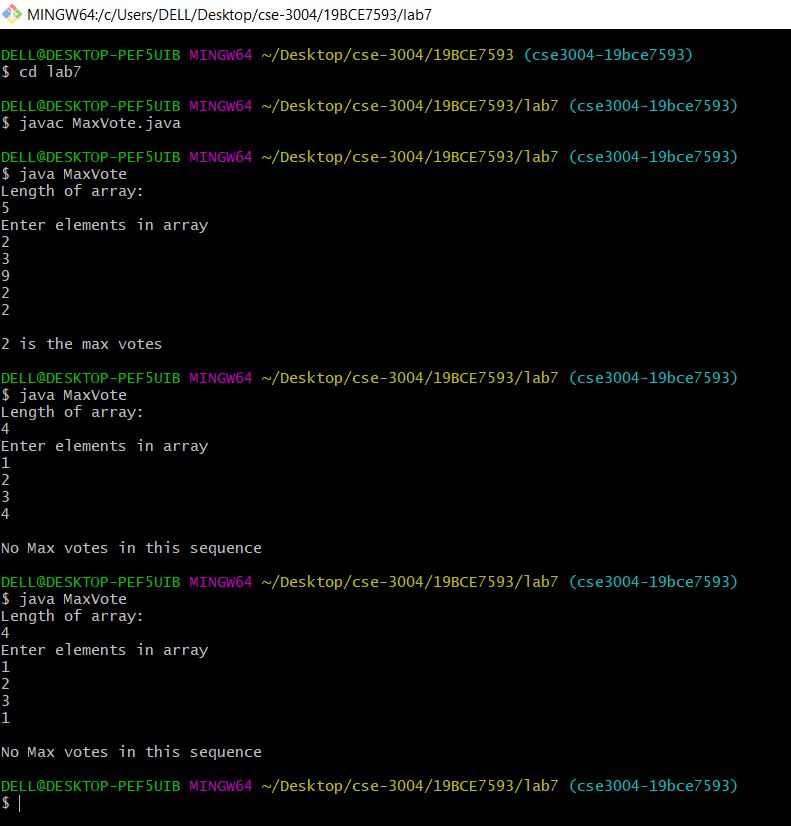 MINGW64:/c/Users/DELL/Desktop/cse-3004/19BCE7593/lab7
DELL@DESKTOP-PEF5UIB MINGW64 ~/Desktop/cse-3004/19BCE7593 (cse3004-19bce7593)
$ cd lab7
DELL@DESKTOP-PEF5UIB MINGW64 ~/Desktop/cse-3004/19BCE7593/lab7 (cse3004-19bce7593)
$ javac MaxVote.java
DELL@DESKTOP-PEF5UIB MINGW64 ~/Desktop/cse-3004/19BCE7593/lab7 (cse3004-19bce7593)
$ java MaxVote
Length of array:
5
Enter elements in array
2
3
9
2
2
2 is the max votes
DELL@DESKTOP-PEF5UIB MINGW64 ~/Desktop/cse-3004/19BCE7593/lab7 (cse3004-19bce7593)
$ java MaxVote
Length of array:
4
Enter elements in array
1
2
3
4
No Max votes in this sequence
DELL@DESKTOP-PEF5UIB MINGW64 ~/Desktop/cse-3004/19BCE7593/lab7 (cse3004-19bce7593)
$ java MaxVote
Length of array:
4
Enter elements in array
1
2
3
1
No Max votes in this sequence
DELL@DESKTOP-PEF5UIB MINGW64 ~/Desktop/cse-3004/19BCE7593/lab7 (cse3004-19bce7593)
$